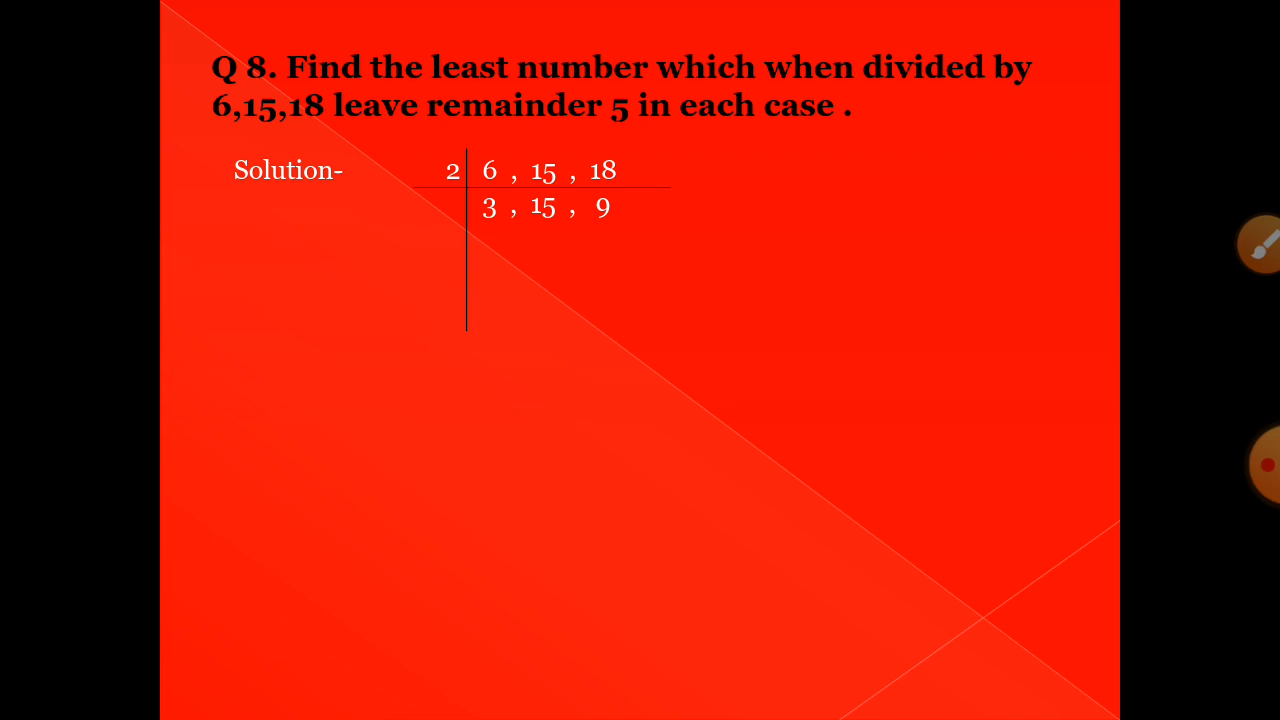 Q 8. Find the least number which when divided by
6,15,18 leave remainder 5 in each case .
Solution- 2 6 , 15 , 18
3 , 15 , 9